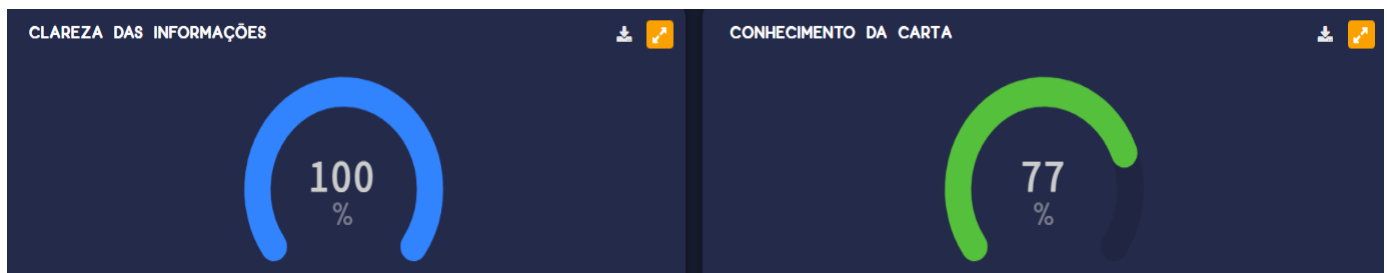 CLAREZA DAS INFORMAÇÕES
100
%
CONHECIMENTO DA CARTA
77
%